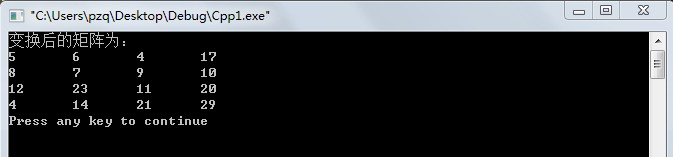 "C:\Users\pzq\Desktop\Debug\Cpp1.exe"
变换后的矩阵为:
5 6 4 17
8 7 9 10
12 23 11 20
4 14 21 29
Press any key to continue